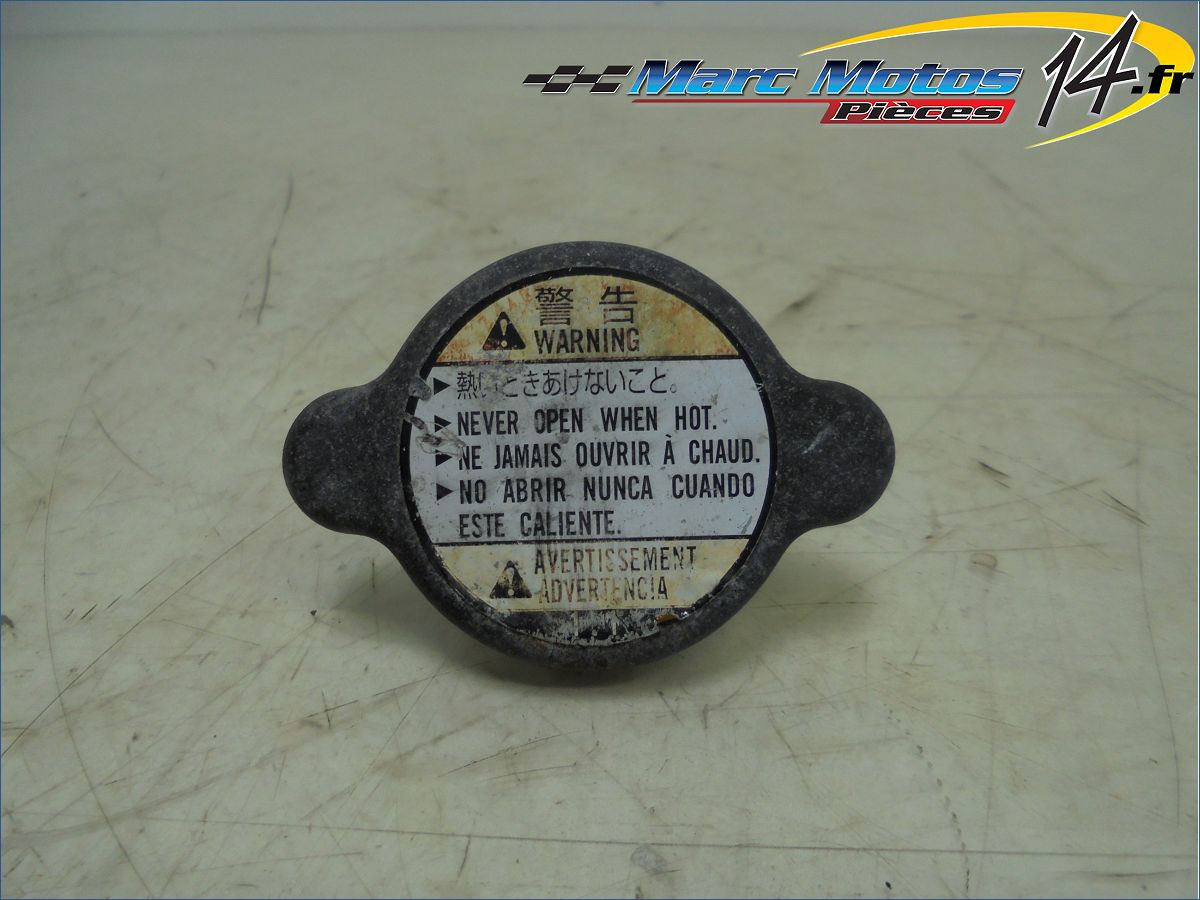 Marc Motos 14.fr
Pièces
警告
WARNING
熱いときあけないこと。
NEVER OPEN WHEN HOT.
NE JAMAIS OUVRIR À CHAUD.
NO ABRIR NUNCA CUANDO
ESTE CALIENTE.
AVERTISSEMENT
ADVERTENCIA